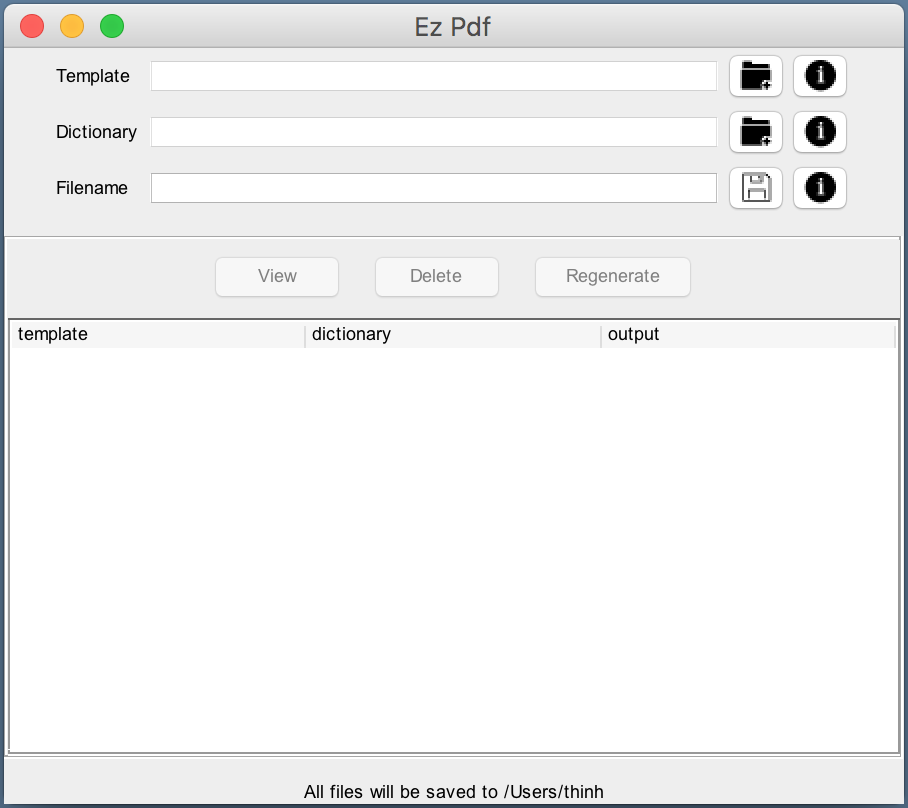 Ez Pdf
Template
Dictionary
Filename
View Delete Regenerate
template dictionary output
All files will be saved to /Users/thinh